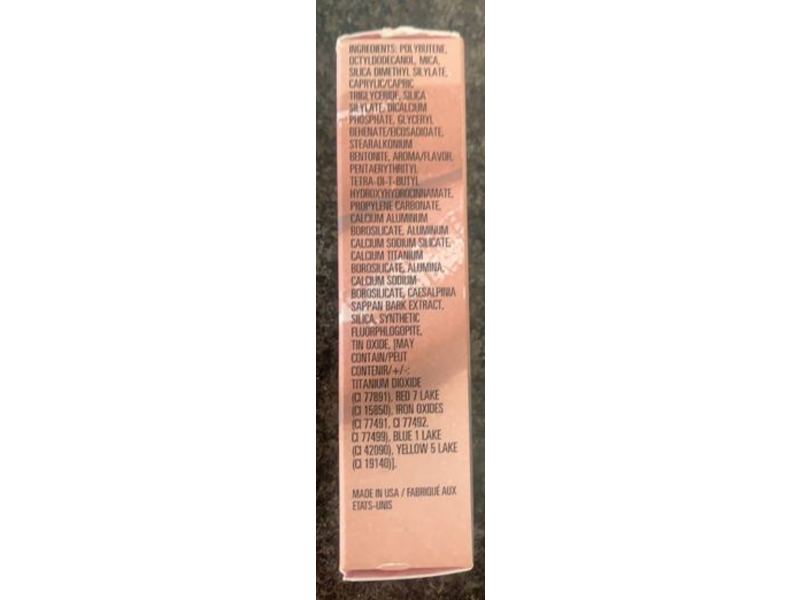 INGREDIENTS: POLYBUTENE,
OCTYLDODECANOL, MICA,
SILICA DIMETHYL SILYLATE,
CAPRYLIC/CAPRIC
TRIGLYCERIDE, SILICA
SILYLATE, DICALCIUM
PHOSPHATE, GLYCERYL
BEHENATE/EICOSADIOATE,
STEARALKONIUM
BENTONITE, AROMA/FLAVOR,
PENTAERYTHRITYL
TETRA-DI-T-BUTYL
HYDROXYHYDROCINNAMATE,
PROPYLENE CARBONATE,
CALCIUM ALUMINUM
BOROSILICATE, ALUMINUM
CALCIUM SODIUM SILICATE,
CALCIUM TITANIUM
BOROSILICATE, ALUMINA,
CALCIUM SODIUM
BOROSILICATE, CAESALPINIA
SAPPAN BARK EXTRACT,
SILICA, SYNTHETIC
FLUORPHLOGOPITE,
TIN OXIDE, [MAY
CONTAIN/PEUT
CONTENIR/+/-:
TITANIUM DIOXIDE
(CI 77891), RED 7 LAKE
(CI 15850), IRON OXIDES
(CI 77491, CI 77492,
CI 77499), BLUE 1 LAKE
(CI 42090), YELLOW 5 LAKE
(CI 19140)].
MADE IN USA / FABRIQUÉ AUX
ETATS-UNIS